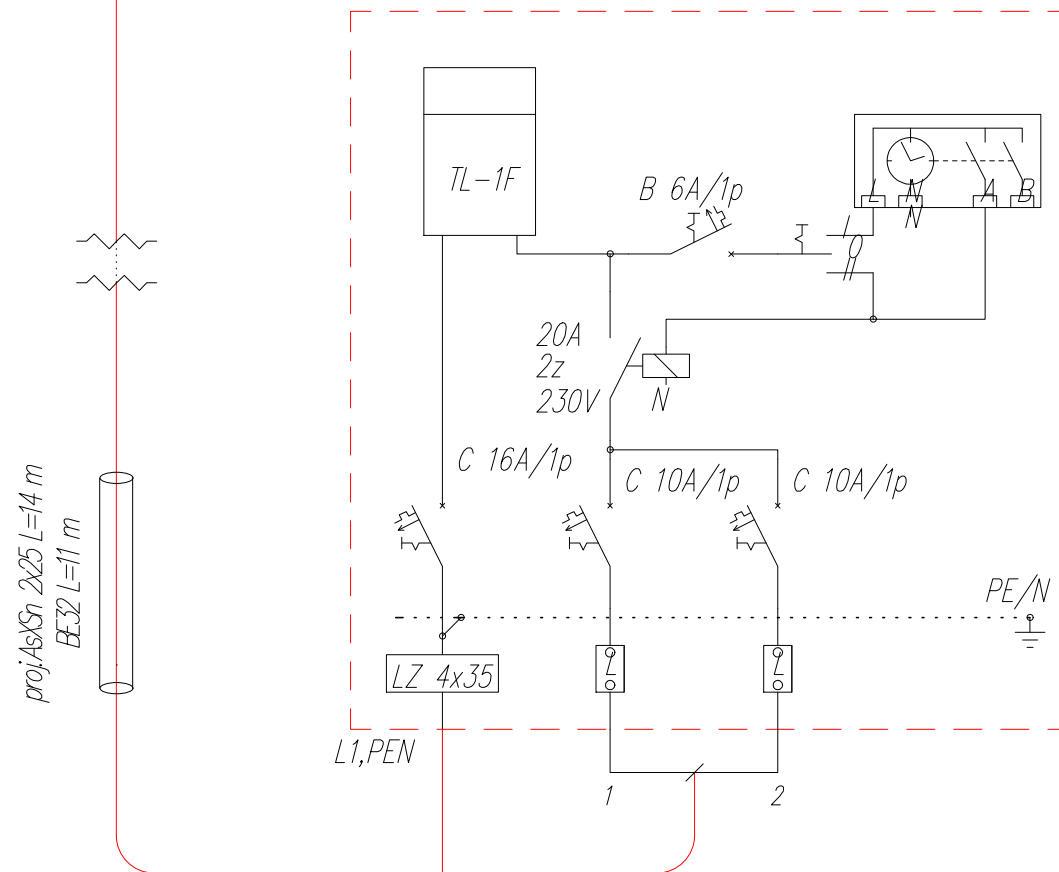 TL-1F
B 6A/1p
L N A B
N
20A
2z
230V
N
C 16A/1p
C 10A/1p
C 10A/1p
proj.AsXSn 2x25 L=14 m
BE32 L=11 m
PE/N
LZ 4x35
L
L
L1,PEN
1
2